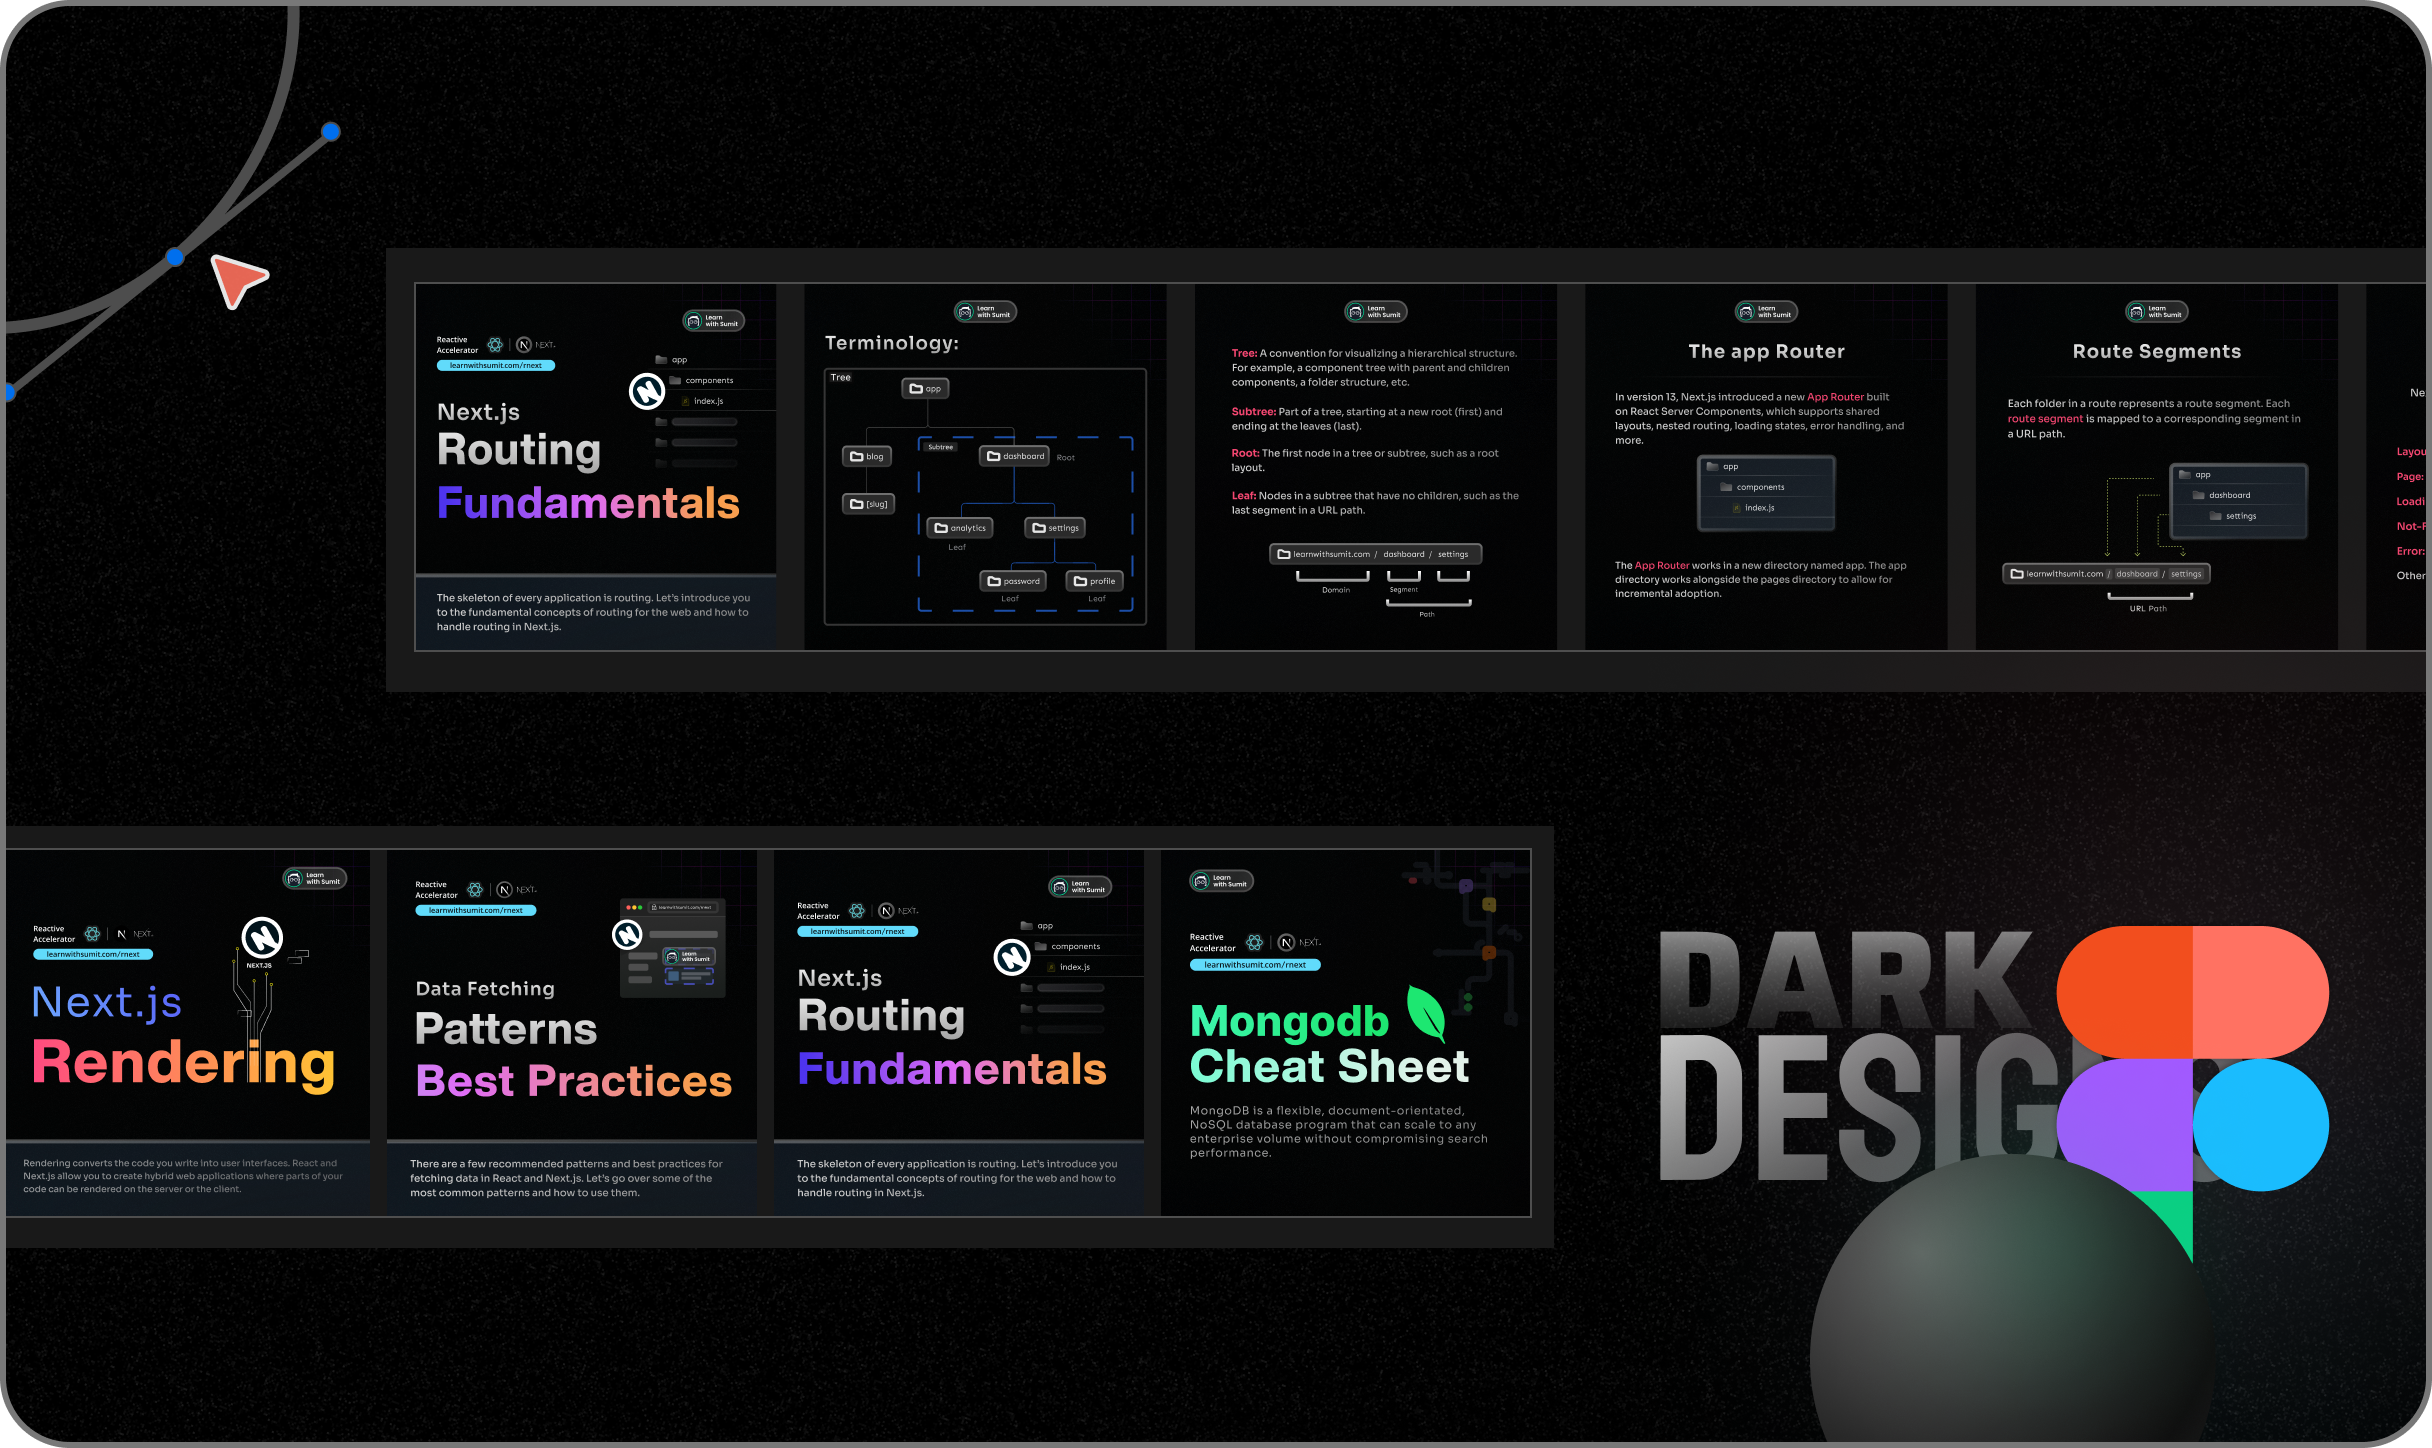 Learn
with Sumit
Reactive
Accelerator
NEXT.
learnwithsumit.com/rnext
app
components
index.js
Next.js
Routing
Fundamentals
The skeleton of every application is routing. Let's introduce you
to the fundamental concepts of routing for the web and how to
handle routing in Next.js.
Learn
with Sumit
Terminology:
Tree
app
blog
Subtree
dashboard
Root
[slug]
analytics
settings
Leaf
password
profile
Leaf
Leaf
Learn
with Sumit
Tree: A convention for visualizing a hierarchical structure.
For example, a component tree with parent and children
components, a folder structure, etc.
Subtree: Part of a tree, starting at a new root (first) and
ending at the leaves (last).
Root: The first node in a tree or subtree, such as a root
layout.
Leaf: Nodes in a subtree that have no children, such as the
last segment in a URL path.
learnwithsumit.com / dashboard / settings
Domain
Segment
Path
Learn
with Sumit
The app Router
In version 13, Next.js introduced a new App Router built
on React Server Components, which supports shared
layouts, nested routing, loading states, error handling, and
more.
app
components
index.js
The App Router works in a new directory named app. The app
directory works alongside the pages directory to allow for
incremental adoption.
Learn
with Sumit
Route Segments
Each folder in a route represents a route segment. Each
route segment is mapped to a corresponding segment in
a URL path.
app
dashboard
settings
learnwithsumit.com / dashboard / settings
URL Path
Ne
Layou
Page:
Loadi
Not-F
Error:
Other
Learn
with Sumit
Reactive
Accelerator
N NEXT.
learnwithsumit.com/rnext
NEXT.JS
Next.js
Rendering
Rendering converts the code you write into user interfaces. React and
Next.js allow you to create hybrid web applications where parts of your
code can be rendered on the server or the client.
Reactive
Accelerator
NEXT.
learnwithsumit.com/rnext
learnwithsumit.com/rnext
Learn
with Sumit
Data Fetching
Patterns
Best Practices
There are a few recommended patterns and best practices for
fetching data in React and Next.js. Let's go over some of the
most common patterns and how to use them.
Learn
with Sumit
Reactive
Accelerator
NEXT.
learnwithsumit.com/rnext
app
components
index.js
Next.js
Routing
Fundamentals
The skeleton of every application is routing. Let's introduce you
to the fundamental concepts of routing for the web and how to
handle routing in Next.js.
Learn
with Sumit
Reactive
Accelerator
NEXT.
learnwithsumit.com/rnext
Mongodb
Cheat Sheet
MongoDB is a flexible, document-orientated,
NoSQL database program that can scale to any
enterprise volume without compromising search
performance.
DARK
DESIG